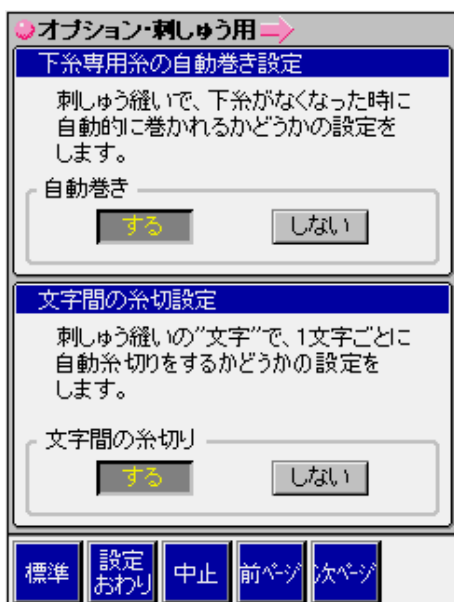 オプション・刺しゅう用
下糸専用糸の自動巻き設定
刺しゅう縫いで、下糸がなくなった時に
自動的に巻かれるかどうかの設定を
します。
自動巻き
する しない
文字間の糸切設定
刺しゅう縫いの”文字”で、1文字ごとに
自動糸切りをするかどうかの設定を
します。
文字間の糸切り
する しない
標準 設定おわり 中止 前ページ 次ページ